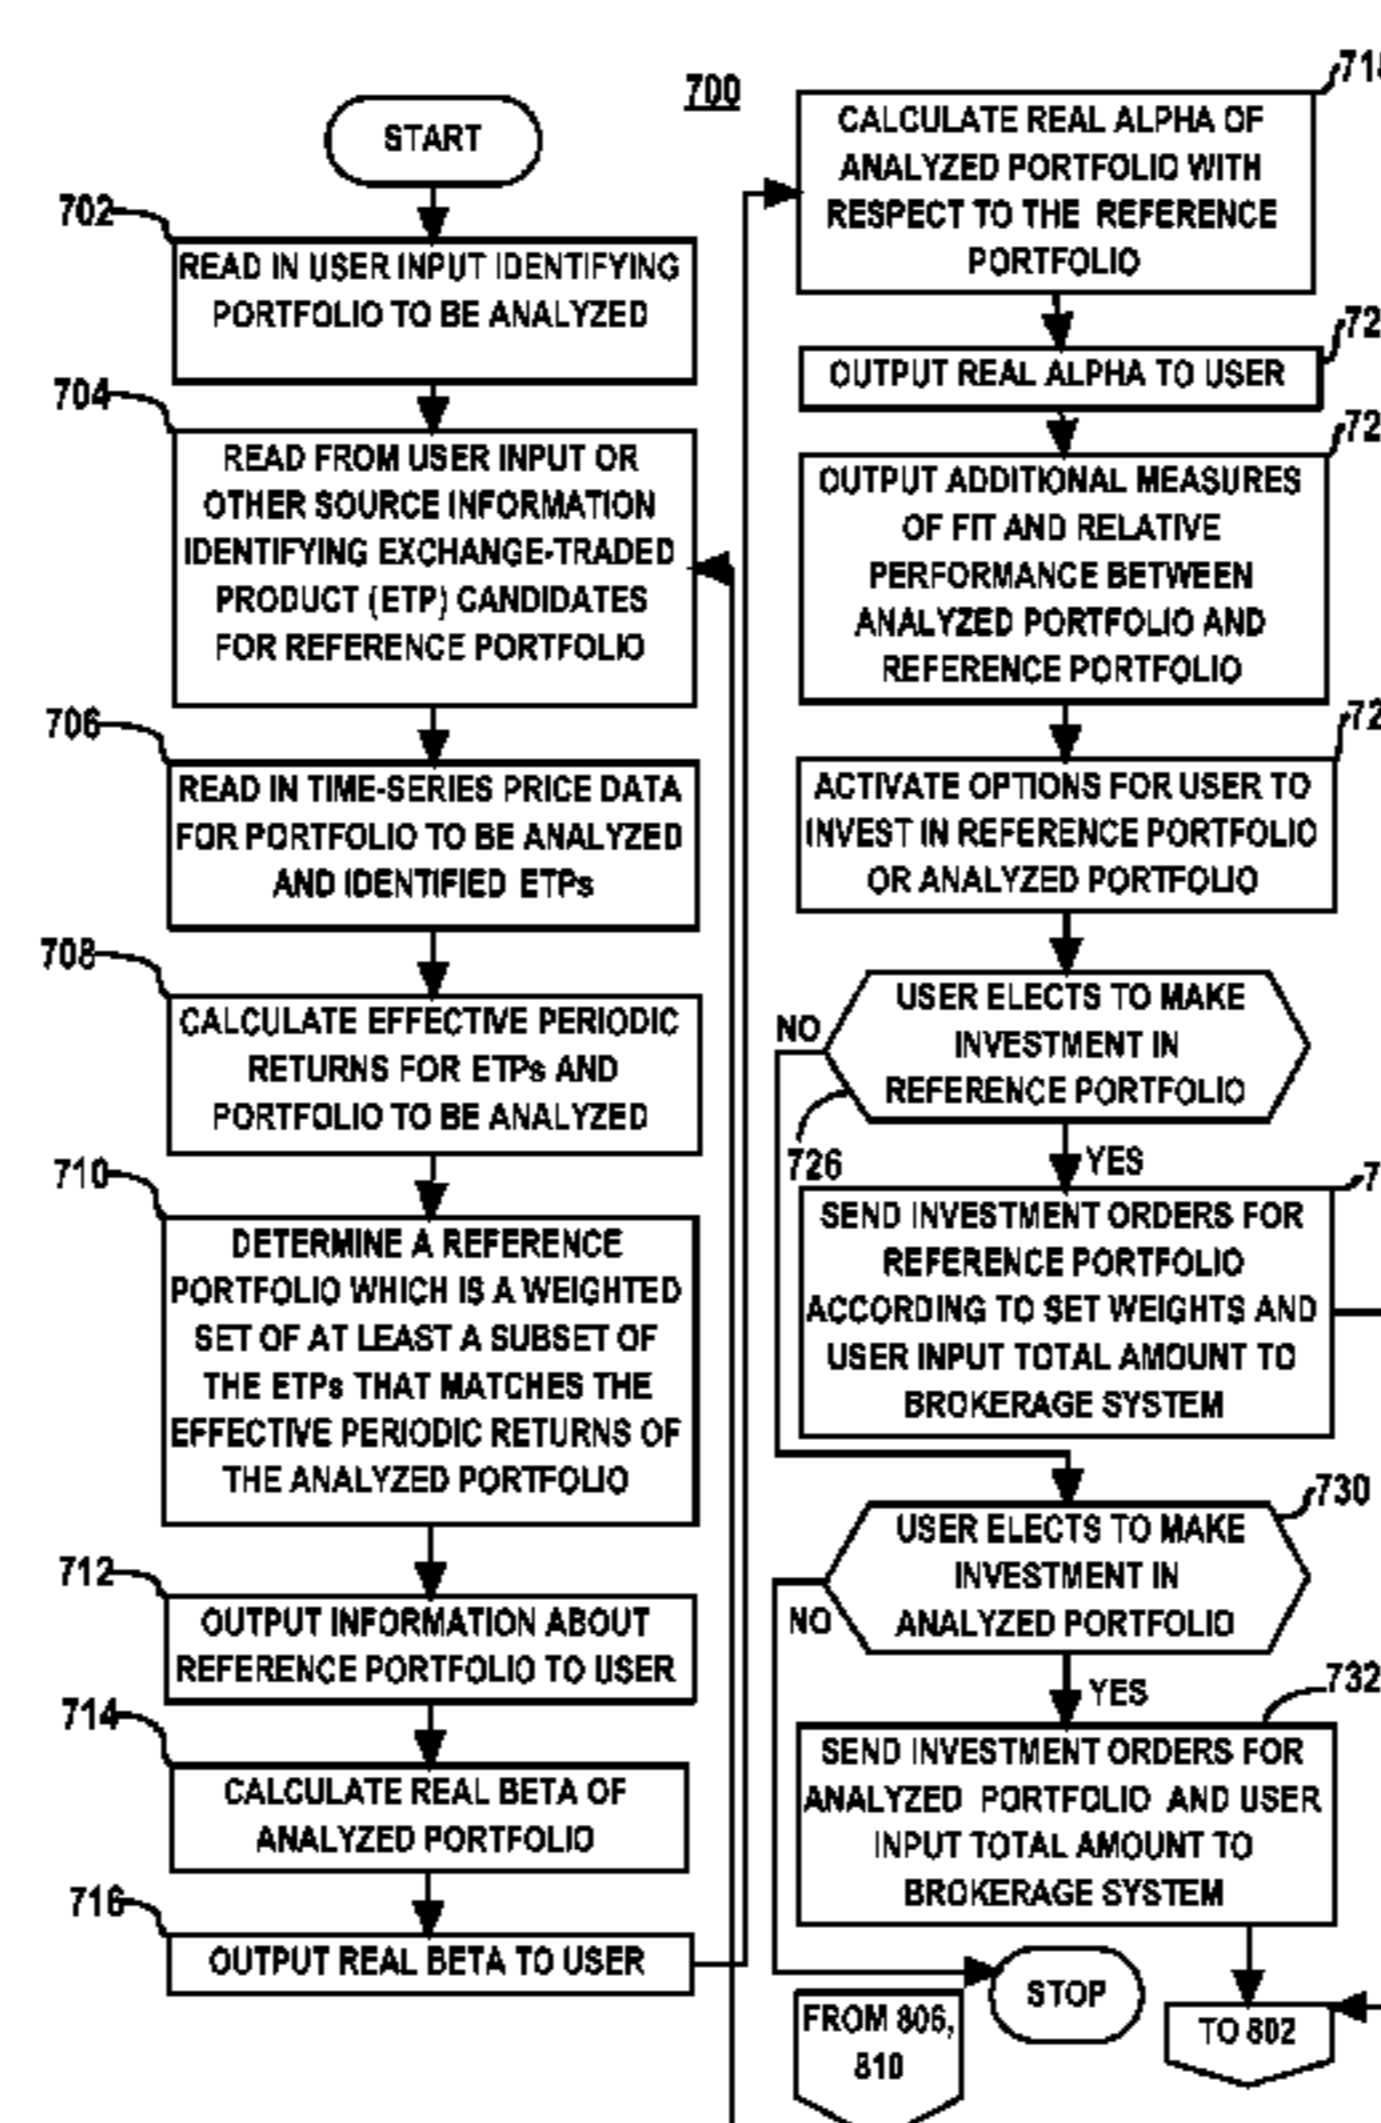 700
START
702
READ IN USER INPUT IDENTIFYING
PORTFOLIO TO BE ANALYZED
704
READ FROM USER INPUT OR
OTHER SOURCE INFORMATION
IDENTIFYING EXCHANGE-TRADED
PRODUCT (ETP) CANDIDATES
FOR REFERENCE PORTFOLIO
706
READ IN TIME-SERIES PRICE DATA
FOR PORTFOLIO TO BE ANALYZED
AND IDENTIFIED ETPs
708
CALCULATE EFFECTIVE PERIODIC
RETURNS FOR ETPs AND
PORTFOLIO TO BE ANALYZED
710
DETERMINE A REFERENCE
PORTFOLIO WHICH IS A WEIGHTED
SET OF AT LEAST A SUBSET OF
THE ETPs THAT MATCHES THE
EFFECTIVE PERIODIC RETURNS OF
THE ANALYZED PORTFOLIO
712
OUTPUT INFORMATION ABOUT
REFERENCE PORTFOLIO TO USER
714
CALCULATE REAL BETA OF
ANALYZED PORTFOLIO
716
OUTPUT REAL BETA TO USER
CALCULATE REAL ALPHA OF
ANALYZED PORTFOLIO WITH
RESPECT TO THE REFERENCE
PORTFOLIO
OUTPUT REAL ALPHA TO USER
OUTPUT ADDITIONAL MEASURES
OF FIT AND RELATIVE
PERFORMANCE BETWEEN
ANALYZED PORTFOLIO AND
REFERENCE PORTFOLIO
ACTIVATE OPTIONS FOR USER TO
INVEST IN REFERENCE PORTFOLIO
OR ANALYZED PORTFOLIO
USER ELECTS TO MAKE
INVESTMENT IN
REFERENCE PORTFOLIO
NO
726
YES
SEND INVESTMENT ORDERS FOR
REFERENCE PORTFOLIO
ACCORDING TO SET WEIGHTS AND
USER INPUT TOTAL AMOUNT TO
BROKERAGE SYSTEM
730
USER ELECTS TO MAKE
INVESTMENT IN
ANALYZED PORTFOLIO
NO
YES
732
SEND INVESTMENT ORDERS FOR
ANALYZED PORTFOLIO AND USER
INPUT TOTAL AMOUNT TO
BROKERAGE SYSTEM
STOP
FROM 806,
810
TO 802